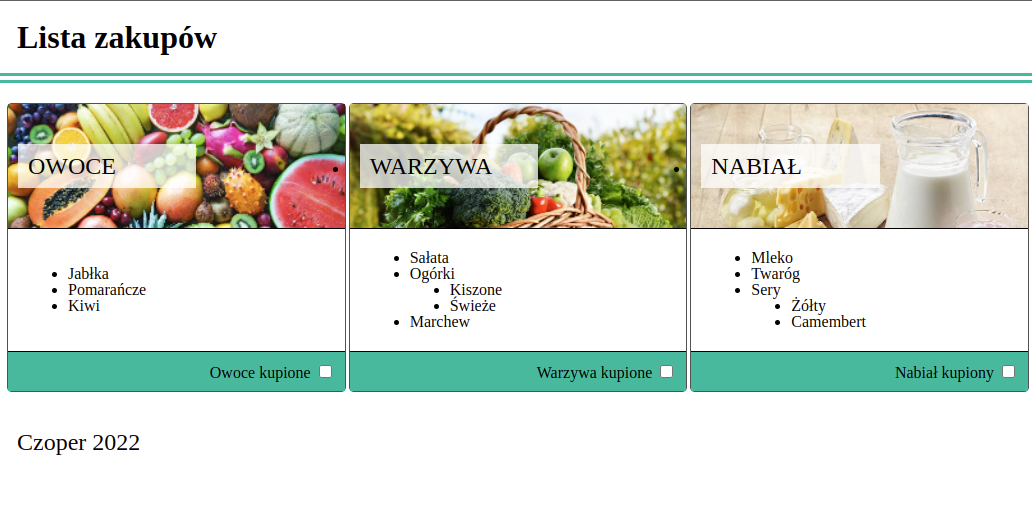 Lista zakupów
OWOCE
Jabłka
Pomarańcze
Kiwi
Owoce kupione
WARZYWA
Sałata
Ogórki
Kiszone
Świeże
Marchew
Warzywa kupione
NABIAŁ
Mleko
Twaróg
Sery
Żółty
Camembert
Nabiał kupiony
Czoper 2022